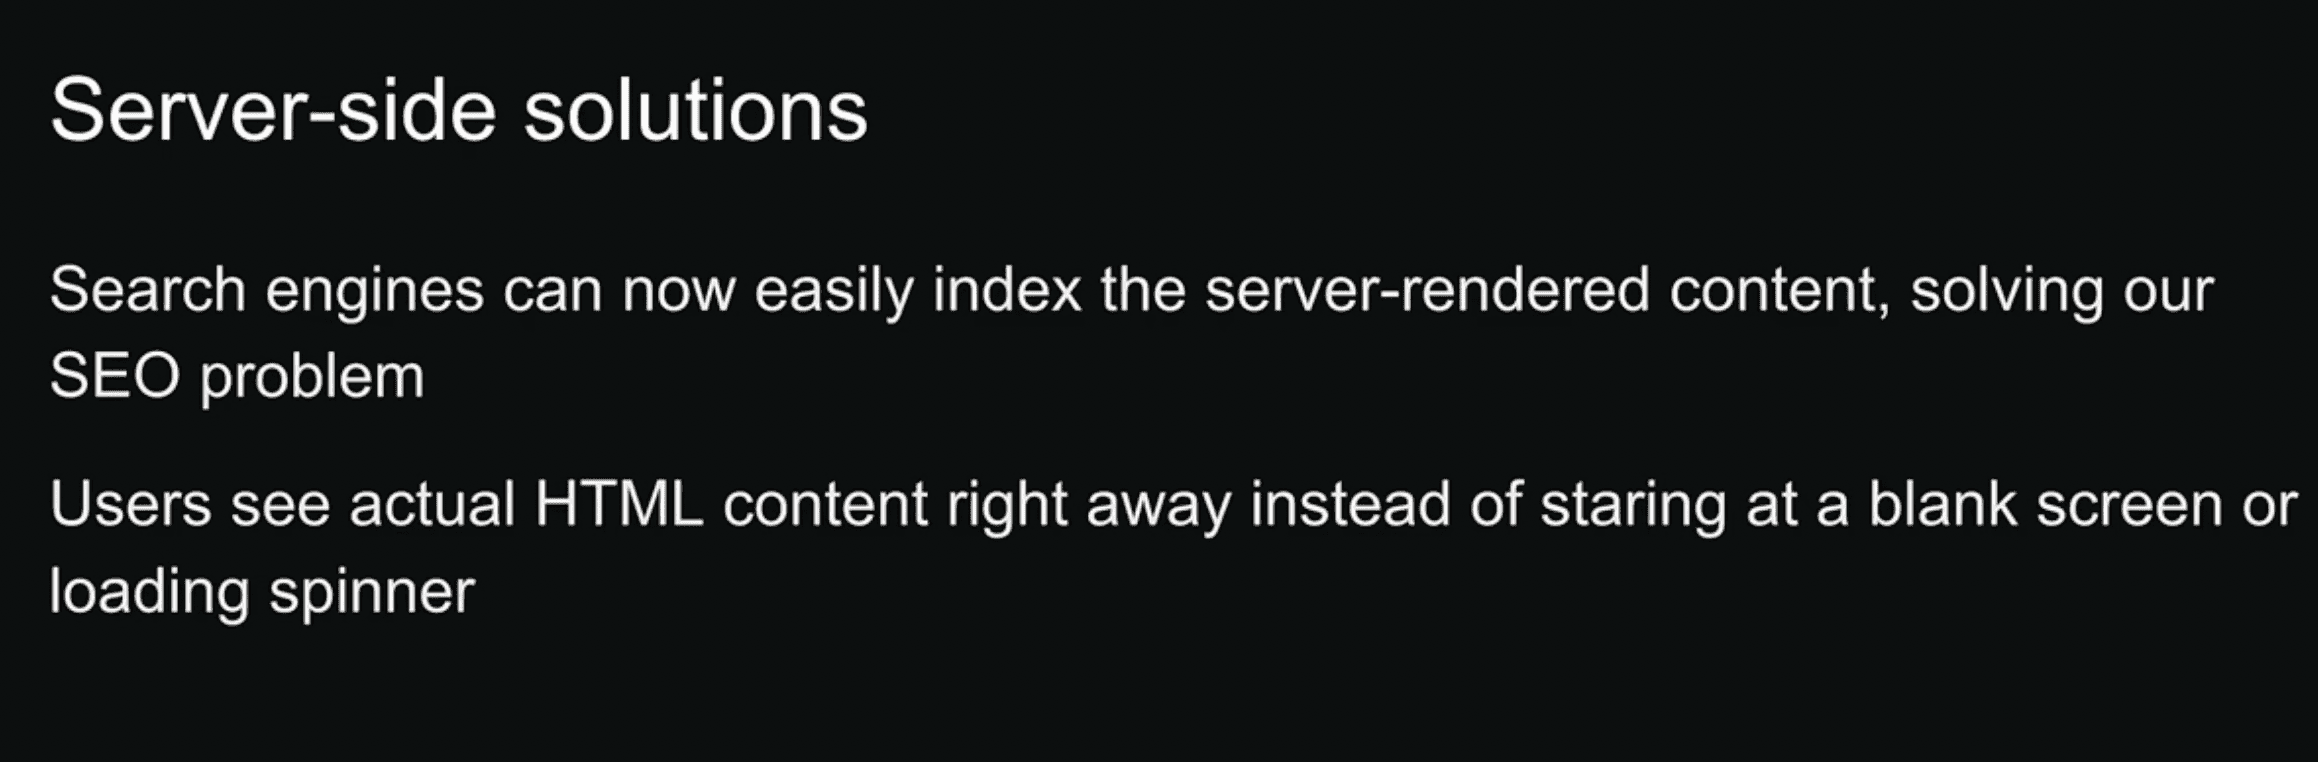 Server-side solutions
Search engines can now easily index the server-rendered content, solving our
SEO problem
Users see actual HTML content right away instead of staring at a blank screen or
loading spinner